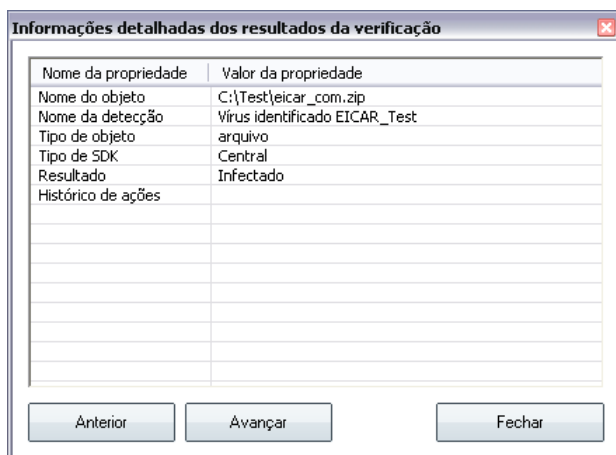 Informações detalhadas dos resultados da verificação
Nome da propriedade Valor da propriedade
Nome do objeto C:\Test\eicar_com.zip
Nome da detecção Vírus identificado EICAR_Test
Tipo de objeto arquivo
Tipo de SDK Central
Resultado Infectado
Histórico de ações
Anterior Avançar Fechar